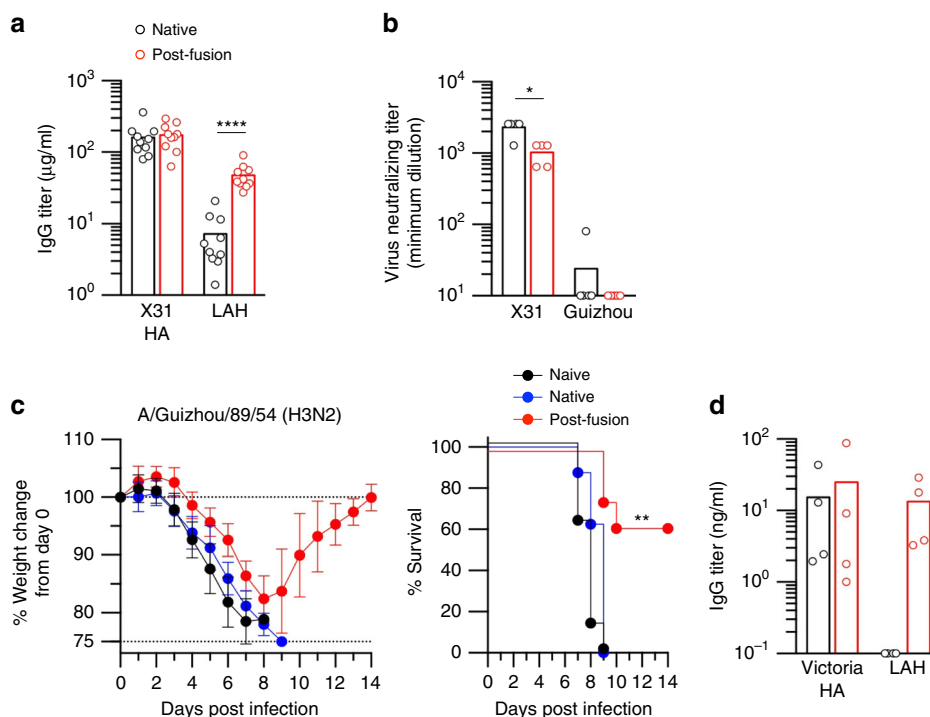 a
Native
Post-fusion
IgG titer (μg/ml)
10³
10²
10¹
10⁰
****
X31
HA
LAH
b
Virus neutralizing titer
(minimum dilution)
10⁴
10³
10²
10¹
*
X31
Guizhou
c
A/Guizhou/89/54 (H3N2)
% Weight change
from day 0
110
100
90
80
75
0 2 4 6 8 10 12 14
Days post infection
Naive
Native
Post-fusion
% Survival
100
80
60
40
20
0
**
0 2 4 6 8 10 12 14
Days post infection
d
IgG titer (ng/ml)
10²
10¹
10⁰
10⁻¹
Victoria
HA
LAH